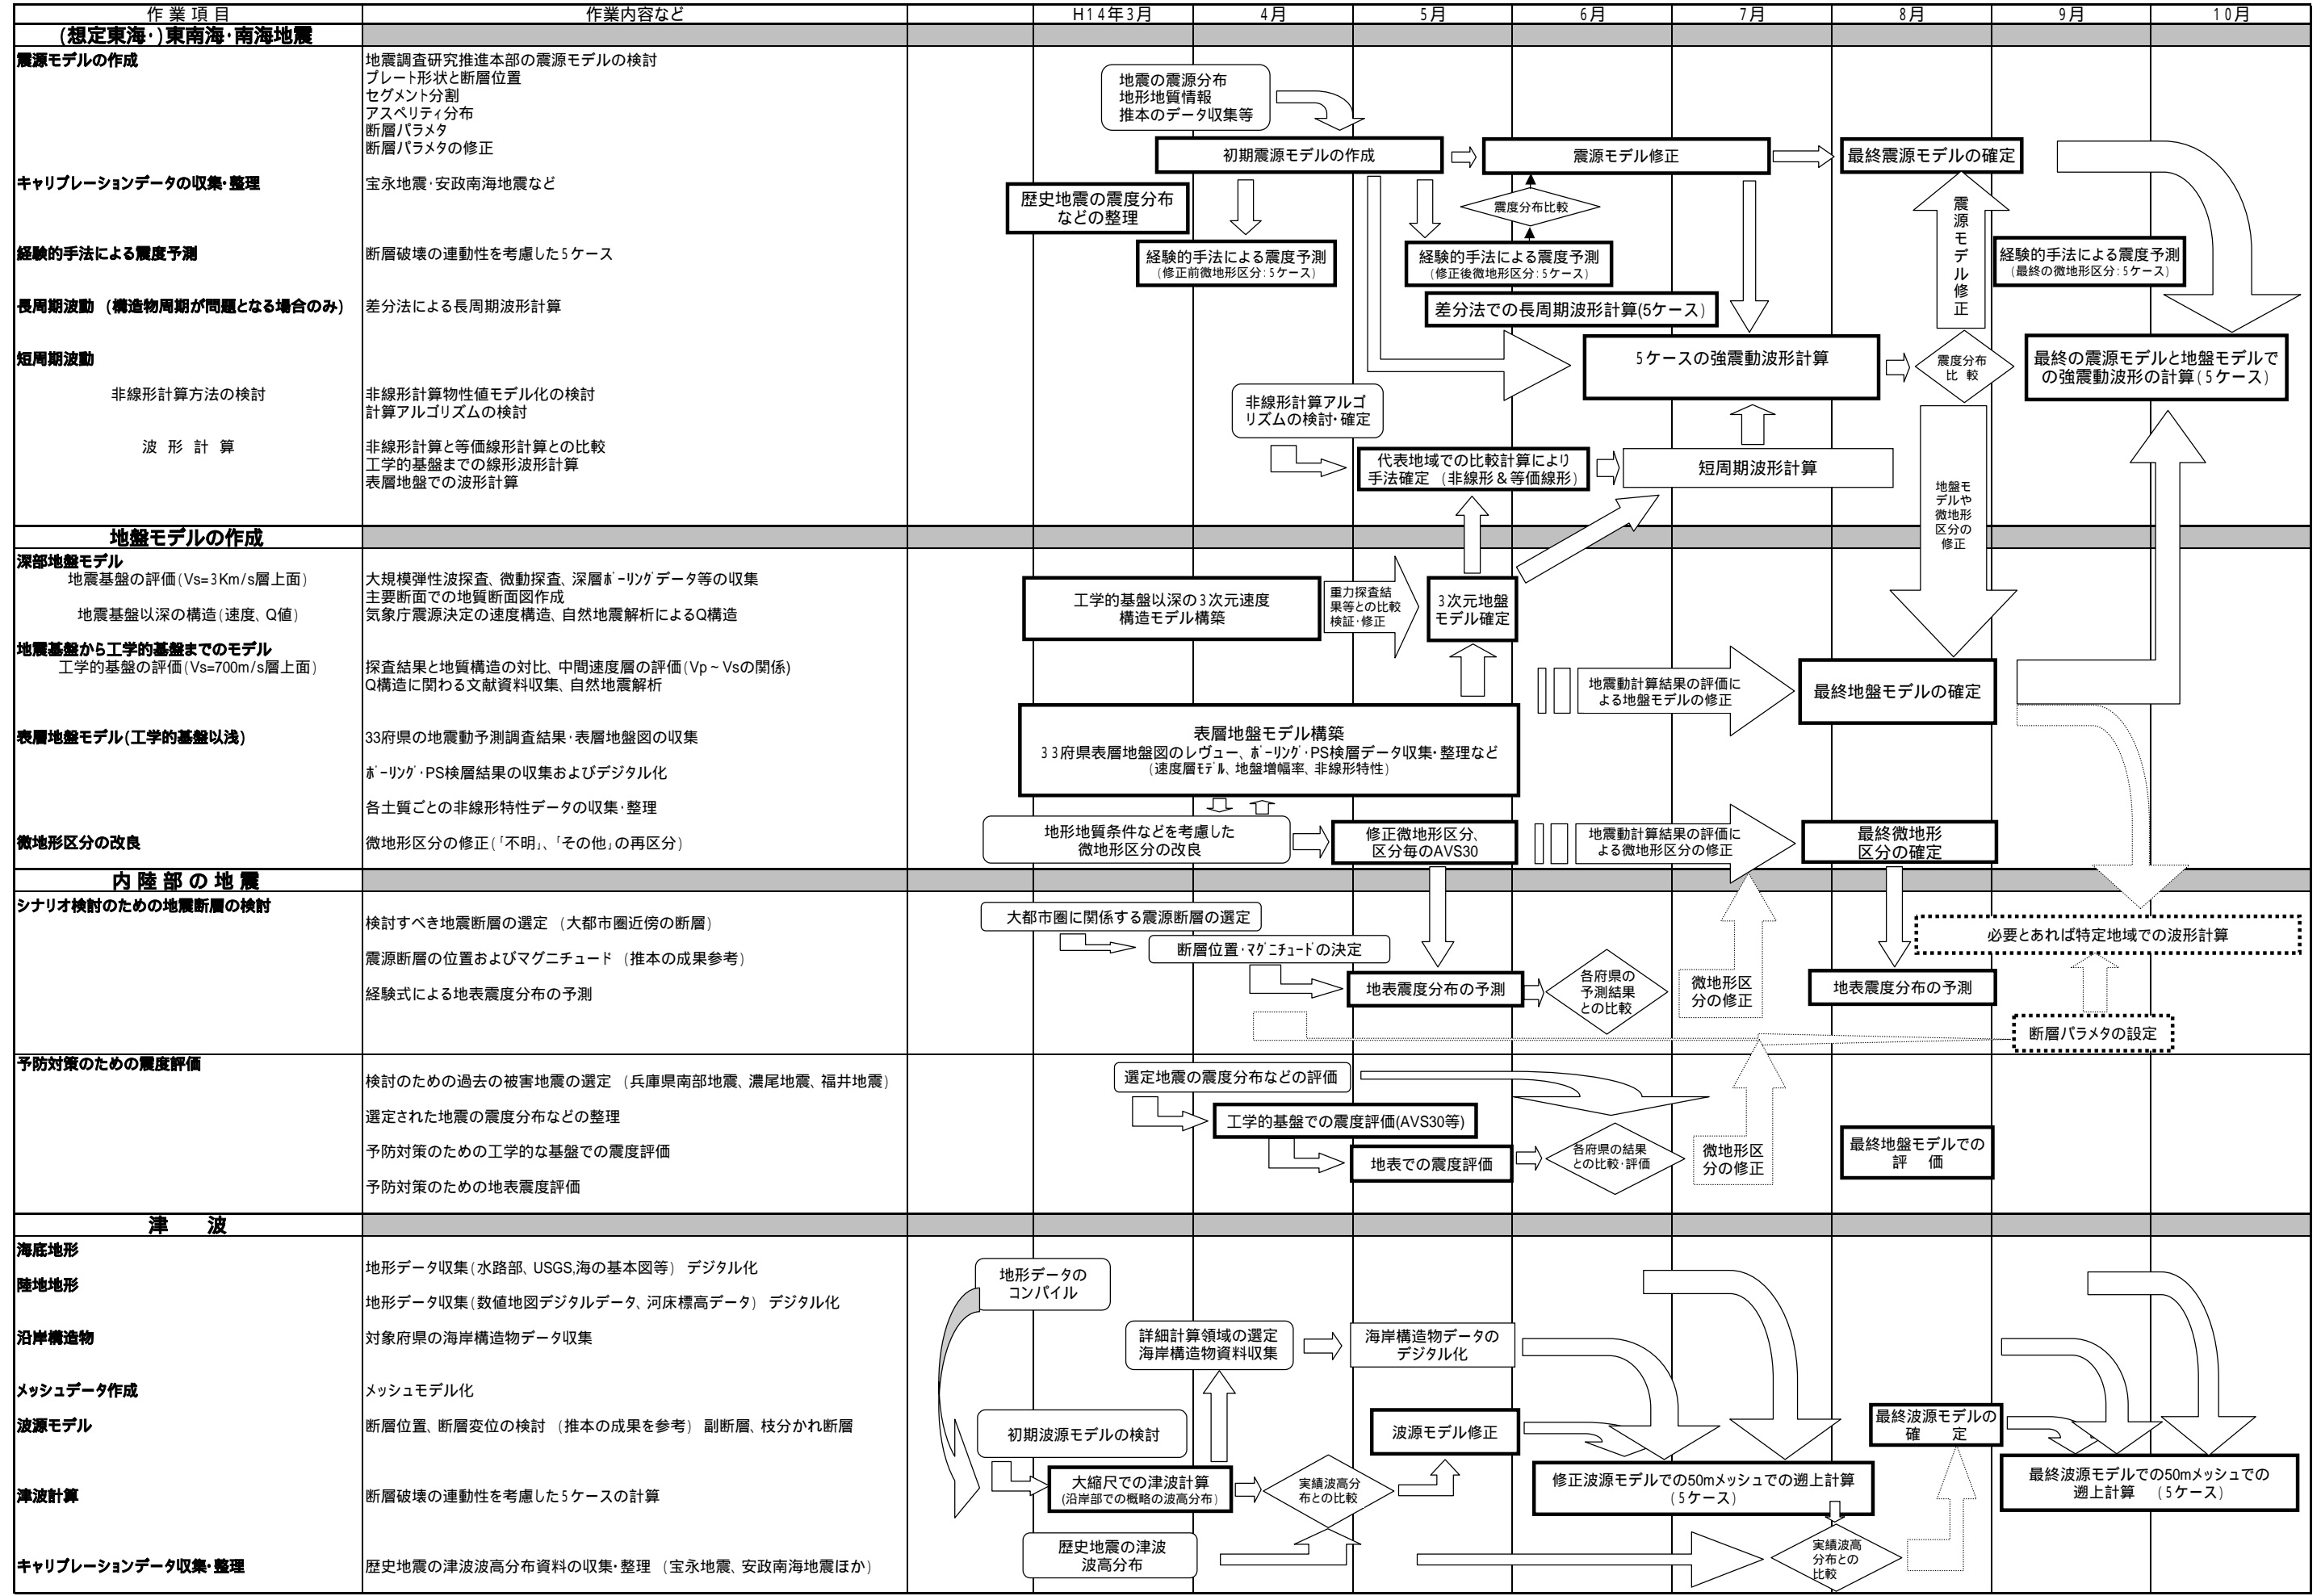 作 業 項 目
作業内容など
H14年3月
4月
5月
6月
7月
8月
9月
10月
(想定東海・)東南海・南海地震
震源モデルの作成
地震調査研究推進本部の震源モデルの検討
プレート形状と断層位置
セグメント分割
アスペリティ分布
断層パラメタ
断層パラメタの修正
キャリブレーションデータの収集・整理
宝永地震・安政南海地震など
経験的手法による震度予測
断層破壊の連動性を考慮した5ケース
長周期波動 (構造物周期が問題となる場合のみ)
差分法による長周期波形計算
短周期波動
非線形計算方法の検討
非線形計算物性値モデル化の検討
計算アルゴリズムの検討
波 形 計 算
非線形計算と等価線形計算との比較
工学的基盤までの線形波形計算
表層地盤での波形計算
地震の震源分布
地形地質情報
推本のデータ収集等
初期震源モデルの作成
震源モデル修正
最終震源モデルの確定
歴史地震の震度分布
などの整理
震度分布比較
震源モデル修正
経験的手法による震度予測
(修正前微地形区分:5ケース)
経験的手法による震度予測
(修正後微地形区分:5ケース)
経験的手法による震度予測
(最終の微地形区分:5ケース)
差分法での長周期波形計算(5ケース)
5ケースの強震動波形計算
震度分布
比 較
最終の震源モデルと地盤モデルで
の強震動波形の計算(5ケース)
非線形計算アルゴ
リズムの検討・確定
代表地域での比較計算により
手法確定 (非線形&等価線形)
短周期波形計算
地盤モ
デルや
微地形
区分の
修正
地盤モデルの作成
深部地盤モデル
地震基盤の評価(Vs=3Km/s層上面)
大規模弾性波探査、微動探査、深層ボーリングデータ等の収集
主要断面での地質断面図作成
地震基盤以深の構造(速度、Q値)
気象庁震源決定の速度構造、自然地震解析によるQ構造
地震基盤から工学的基盤までのモデル
工学的基盤の評価(Vs=700m/s層上面)
探査結果と地質構造の対比、中間速度層の評価(Vp~Vsの関係)
Q構造に関わる文献資料収集、自然地震解析
表層地盤モデル(工学的基盤以浅)
33府県の地震動予測調査結果・表層地盤図の収集
ボーリング・PS検層結果の収集およびデジタル化
各土質ごとの非線形特性データの収集・整理
微地形区分の改良
微地形区分の修正(「不明」、「その他」の再区分)
工学的基盤以深の3次元速度
構造モデル構築
重力探査結
果等との比較
検証・修正
3次元地盤
モデル確定
地震動計算結果の評価に
よる地盤モデルの修正
最終地盤モデルの確定
表層地盤モデル構築
33府県表層地盤図のレヴュー、ボーリング・PS検層データ収集・整理など
(速度層モデル、地盤増幅率、非線形特性)
地形地質条件などを考慮した
微地形区分の改良
修正微地形区分、
区分毎のAVS30
地震動計算結果の評価に
よる微地形区分の修正
最終微地形
区分の確定
内 陸 部 の 地 震
シナリオ検討のための地震断層の検討
検討すべき地震断層の選定 (大都市圏近傍の断層)
震源断層の位置およびマグニチュード (推本の成果参考)
経験式による地表震度分布の予測
大都市圏に関係する震源断層の選定
断層位置・マグニチュードの決定
地表震度分布の予測
各府県の
予測結果
との比較
微地形区
分の修正
地表震度分布の予測
必要とあれば特定地域での波形計算
断層パラメタの設定
予防対策のための震度評価
検討のための過去の被害地震の選定 (兵庫県南部地震、濃尾地震、福井地震)
選定された地震の震度分布などの整理
予防対策のための工学的な基盤での震度評価
予防対策のための地表震度評価
選定地震の震度分布などの評価
工学的基盤での震度評価(AVS30等)
地表での震度評価
各府県の結果
との比較・評価
微地形区
分の修正
最終地盤モデルでの
評 価
津 波
海底地形
地形データ収集(水路部、USGS,海の基本図等) デジタル化
陸地地形
地形データ収集(数値地図デジタルデータ、河床標高データ) デジタル化
沿岸構造物
対象府県の海岸構造物データ収集
メッシュデータ作成
メッシュモデル化
波源モデル
断層位置、断層変位の検討 (推本の成果を参考) 副断層、枝分かれ断層
津波計算
断層破壊の連動性を考慮した5ケースの計算
キャリブレーションデータ収集・整理
歴史地震の津波波高分布資料の収集・整理 (宝永地震、安政南海地震ほか)
地形データの
コンパイル
詳細計算領域の選定
海岸構造物資料収集
海岸構造物データの
デジタル化
初期波源モデルの検討
波源モデル修正
最終波源モデルの
確 定
大縮尺での津波計算
(沿岸部での概略の波高分布)
実績波高分
布との比較
修正波源モデルでの50mメッシュでの遡上計算
(5ケース)
最終波源モデルでの50mメッシュでの
遡上計算 (5ケース)
歴史地震の津波
波高分布
実績波高
分布との
比較